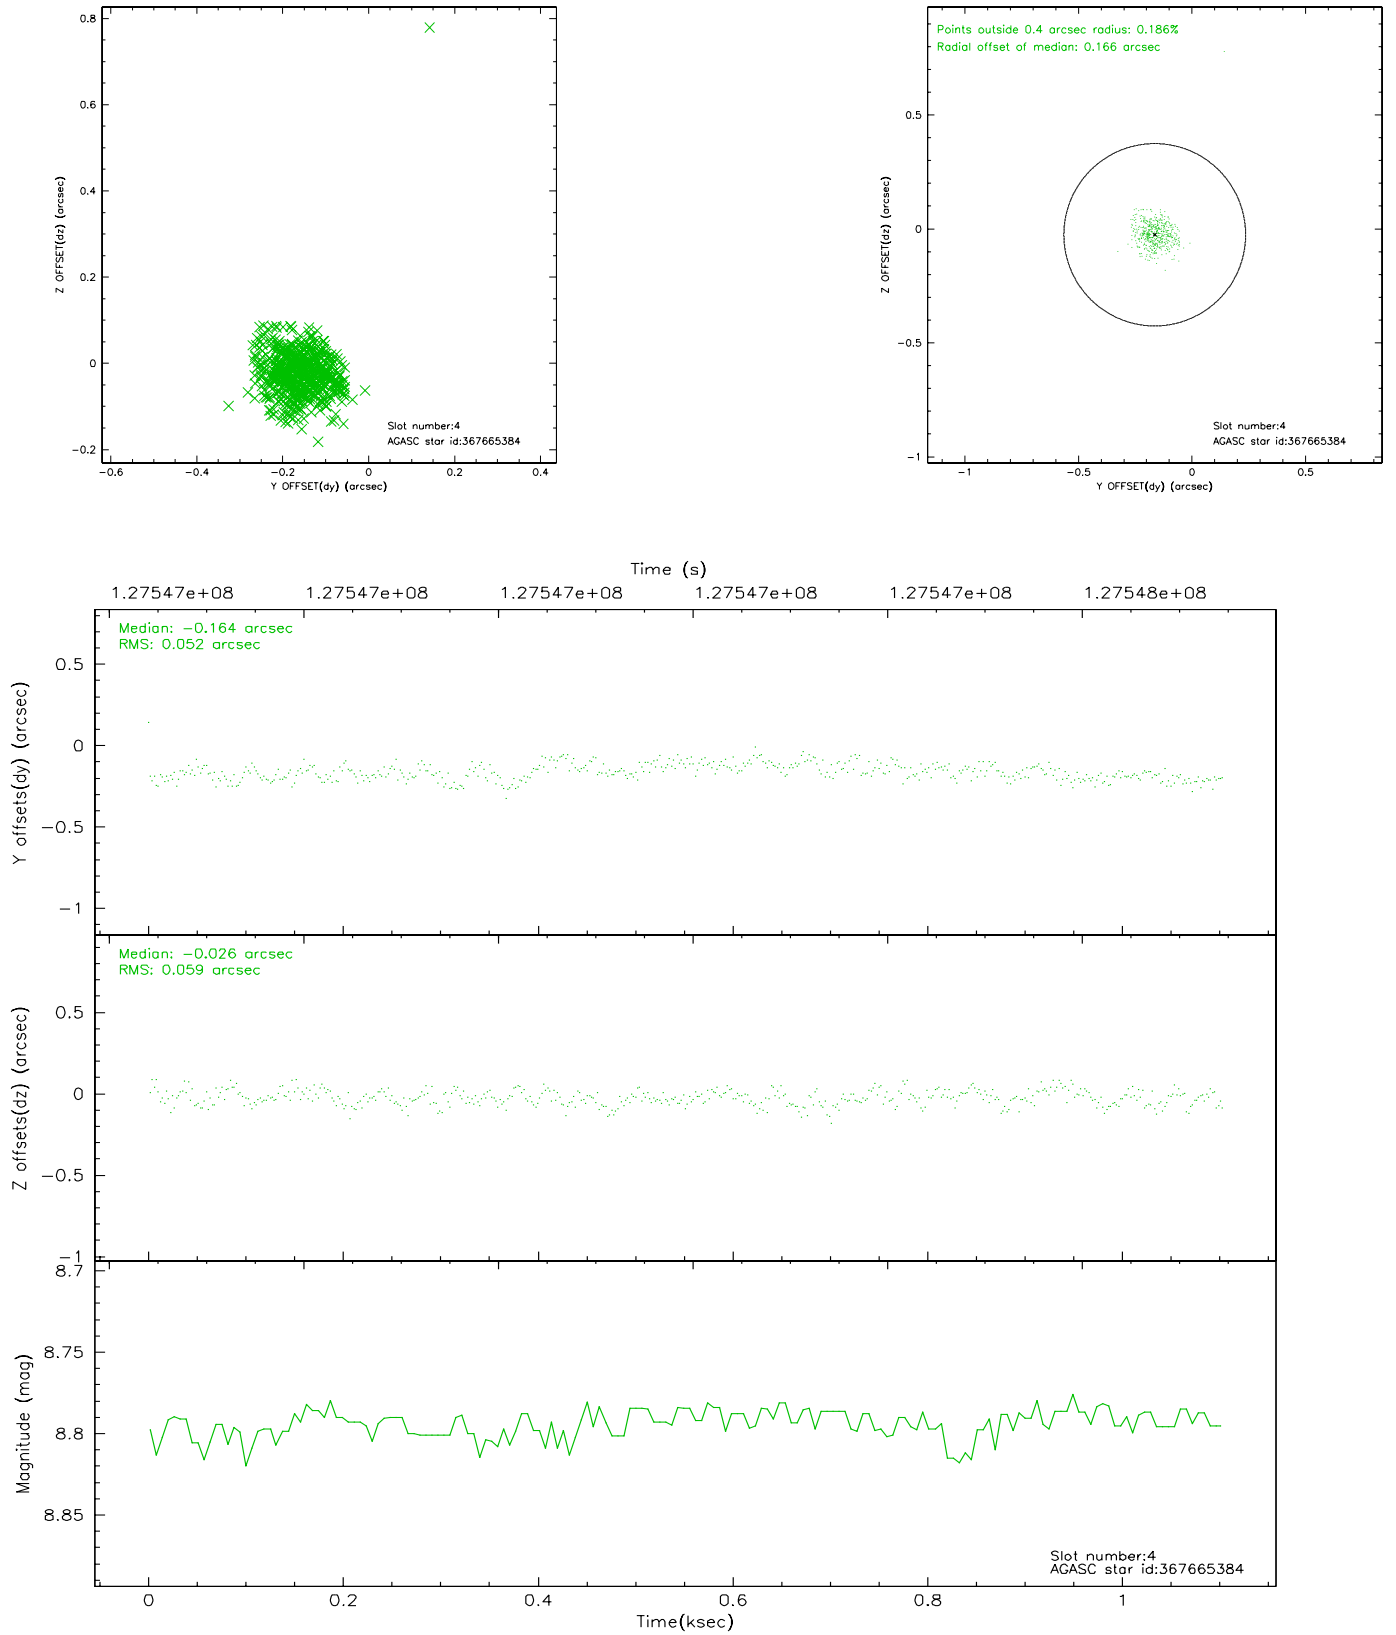 0.8
0.6
0.4
0.2
0
−0.2
Z OFFSET(dz) (arcsec)
Slot number:4
AGASC star id:367665384
−0.6 −0.4 −0.2 0 0.2 0.4
Y OFFSET(dy) (arcsec)
Points outside 0.4 arcsec radius: 0.186%
Radial offset of median: 0.166 arcsec
0.5
0
−0.5
−1
Z OFFSET(dz) (arcsec)
Slot number:4
AGASC star id:367665384
−1 −0.5 0 0.5
Y OFFSET(dy) (arcsec)
Time (s)
1.27547e+08 1.27547e+08 1.27547e+08 1.27547e+08 1.27547e+08 1.27548e+08
Median: −0.164 arcsec
RMS: 0.052 arcsec
0.5
0
−0.5
−1
Y offsets(dy) (arcsec)
Median: −0.026 arcsec
RMS: 0.059 arcsec
0.5
0
−0.5
−1
Z offsets(dz) (arcsec)
8.7
8.75
8.8
8.85
Magnitude (mag)
Slot number:4
AGASC star id:367665384
0 0.2 0.4 0.6 0.8 1
Time(ksec)